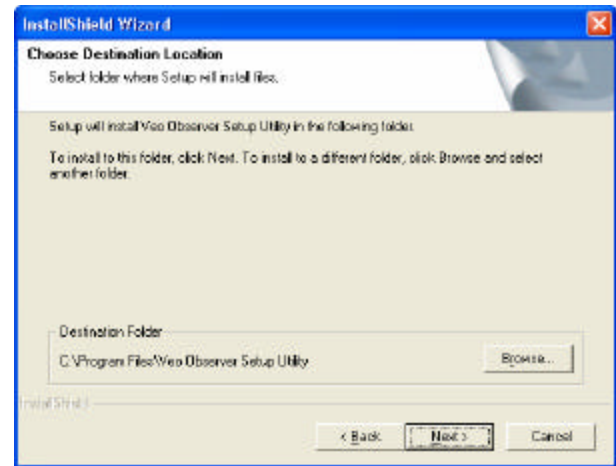 InstallShield Wizard
Choose Destination Location
Select folder where Setup will install files.
Setup will install Veo Observer Setup Utility in the following folder.
To install to this folder, click Next. To install to a different folder, click Browse and select
another folder.
Destination Folder
C:\Program Files\Veo Observer Setup Utility
Browse...
InstallShield
< Back
Next >
Cancel